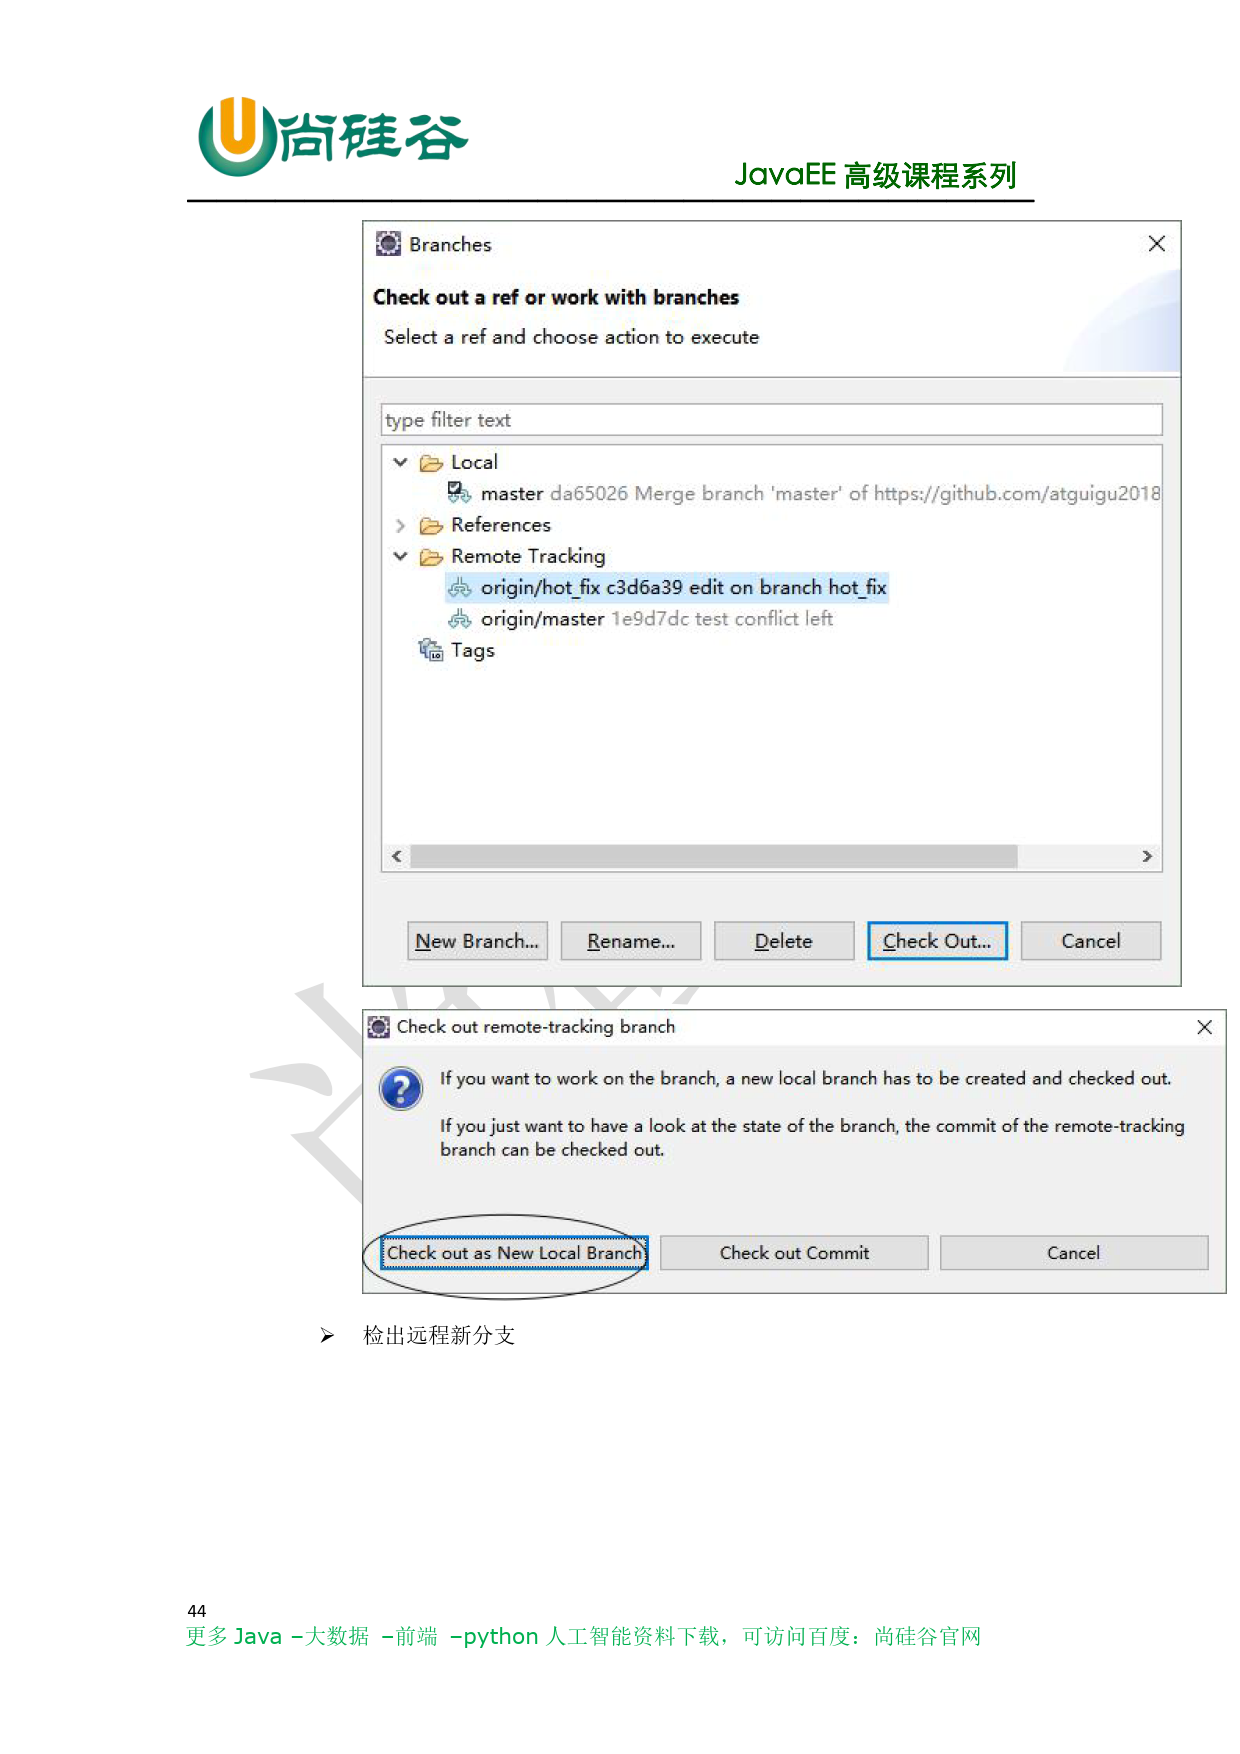 尚硅谷
JavaEE 高级课程系列
Branches
Check out a ref or work with branches
Select a ref and choose action to execute
type filter text
Local
master da65026 Merge branch 'master' of https://github.com/atguigu2018
References
Remote Tracking
origin/hot_fix c3d6a39 edit on branch hot_fix
origin/master 1e9d7dc test conflict left
Tags
New Branch... Rename... Delete Check Out... Cancel
Check out remote-tracking branch
If you want to work on the branch, a new local branch has to be created and checked out.
If you just want to have a look at the state of the branch, the commit of the remote-tracking
branch can be checked out.
Check out as New Local Branch Check out Commit Cancel
➢ 检出远程新分支
44
更多 Java –大数据 –前端 –python 人工智能资料下载，可访问百度：尚硅谷官网